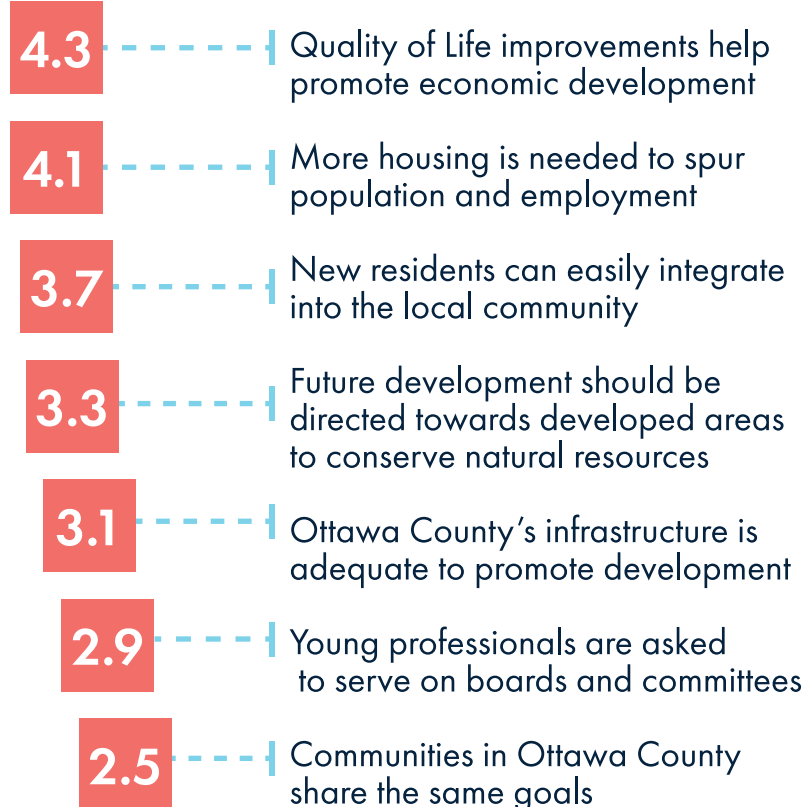 4.3
Quality of Life improvements help
promote economic development
4.1
More housing is needed to spur
population and employment
3.7
New residents can easily integrate
into the local community
3.3
Future development should be
directed towards developed areas
to conserve natural resources
3.1
Ottawa County’s infrastructure is
adequate to promote development
2.9
Young professionals are asked
to serve on boards and committees
2.5
Communities in Ottawa County
share the same goals